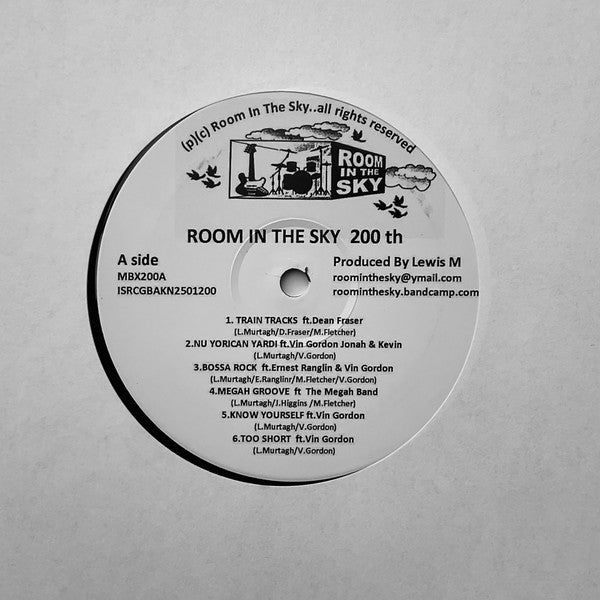 (p)(c) Room In The Sky..all rights reserved
ROOM
IN THE
SKY
ROOM IN THE SKY 200 th
A side
MBX200A
ISRCGBAKN2501200
Produced By Lewis M
roominthesky@ymail.com
roominthesky.bandcamp.com
1. TRAIN TRACKS ft.Dean Fraser
(L.Murtagh/D.Fraser/M.Fletcher)
2.NU YORICAN YARDI ft.Vin Gordon Jonah & Kevin
(L.Murtagh/V.Gordon)
3.BOSSA ROCK ft.Ernest Ranglin & Vin Gordon
(L.Murtagh/E.Ranglinr/M.Fletcher/V.Gordon)
4.MEGAH GROOVE ft The Megah Band
(L.Murtagh/J.Higgins /M.Fletcher)
5.KNOW YOURSELF ft.Vin Gordon
(L.Murtagh/V.Gordon)
6.TOO SHORT ft.Vin Gordon
(L.Murtagh/V.Gordon)